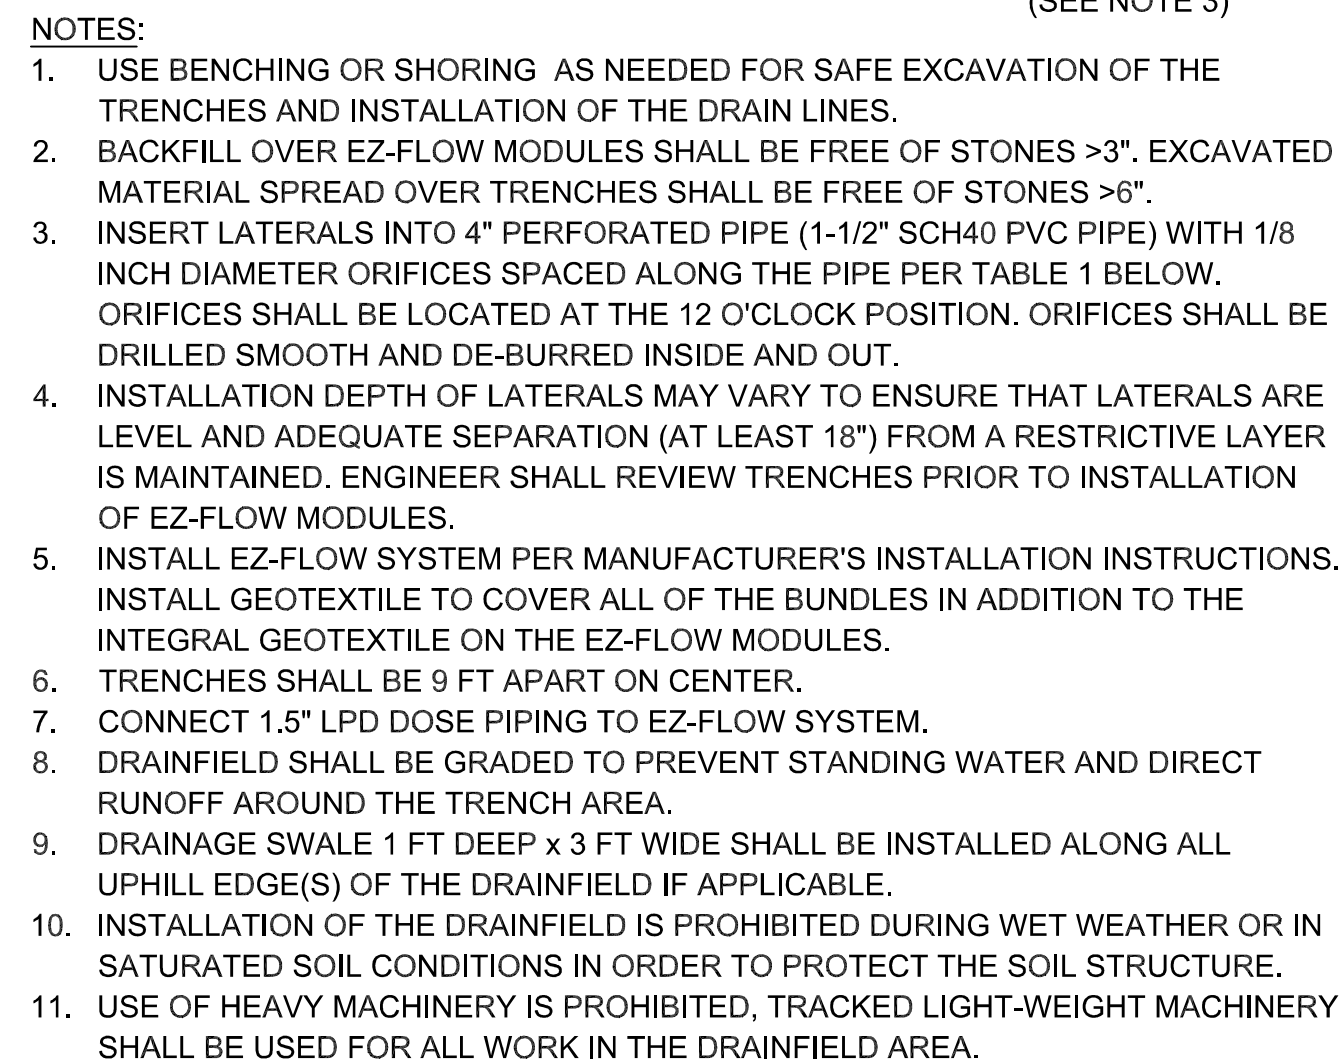 (SEE NOTE 3)
NOTES:
1. USE BENCHING OR SHORING AS NEEDED FOR SAFE EXCAVATION OF THE
TRENCHES AND INSTALLATION OF THE DRAIN LINES.
2. BACKFILL OVER EZ-FLOW MODULES SHALL BE FREE OF STONES >3". EXCAVATED
MATERIAL SPREAD OVER TRENCHES SHALL BE FREE OF STONES >6".
3. INSERT LATERALS INTO 4" PERFORATED PIPE (1-1/2" SCH40 PVC PIPE) WITH 1/8
INCH DIAMETER ORIFICES SPACED ALONG THE PIPE PER TABLE 1 BELOW.
ORIFICES SHALL BE LOCATED AT THE 12 O'CLOCK POSITION. ORIFICES SHALL BE
DRILLED SMOOTH AND DE-BURRED INSIDE AND OUT.
4. INSTALLATION DEPTH OF LATERALS MAY VARY TO ENSURE THAT LATERALS ARE
LEVEL AND ADEQUATE SEPARATION (AT LEAST 18") FROM A RESTRICTIVE LAYER
IS MAINTAINED. ENGINEER SHALL REVIEW TRENCHES PRIOR TO INSTALLATION
OF EZ-FLOW MODULES.
5. INSTALL EZ-FLOW SYSTEM PER MANUFACTURER'S INSTALLATION INSTRUCTIONS.
INSTALL GEOTEXTILE TO COVER ALL OF THE BUNDLES IN ADDITION TO THE
INTEGRAL GEOTEXTILE ON THE EZ-FLOW MODULES.
6. TRENCHES SHALL BE 9 FT APART ON CENTER.
7. CONNECT 1.5" LPD DOSE PIPING TO EZ-FLOW SYSTEM.
8. DRAINFIELD SHALL BE GRADED TO PREVENT STANDING WATER AND DIRECT
RUNOFF AROUND THE TRENCH AREA.
9. DRAINAGE SWALE 1 FT DEEP x 3 FT WIDE SHALL BE INSTALLED ALONG ALL
UPHILL EDGE(S) OF THE DRAINFIELD IF APPLICABLE.
10. INSTALLATION OF THE DRAINFIELD IS PROHIBITED DURING WET WEATHER OR IN
SATURATED SOIL CONDITIONS IN ORDER TO PROTECT THE SOIL STRUCTURE.
11. USE OF HEAVY MACHINERY IS PROHIBITED, TRACKED LIGHT-WEIGHT MACHINERY
SHALL BE USED FOR ALL WORK IN THE DRAINFIELD AREA.